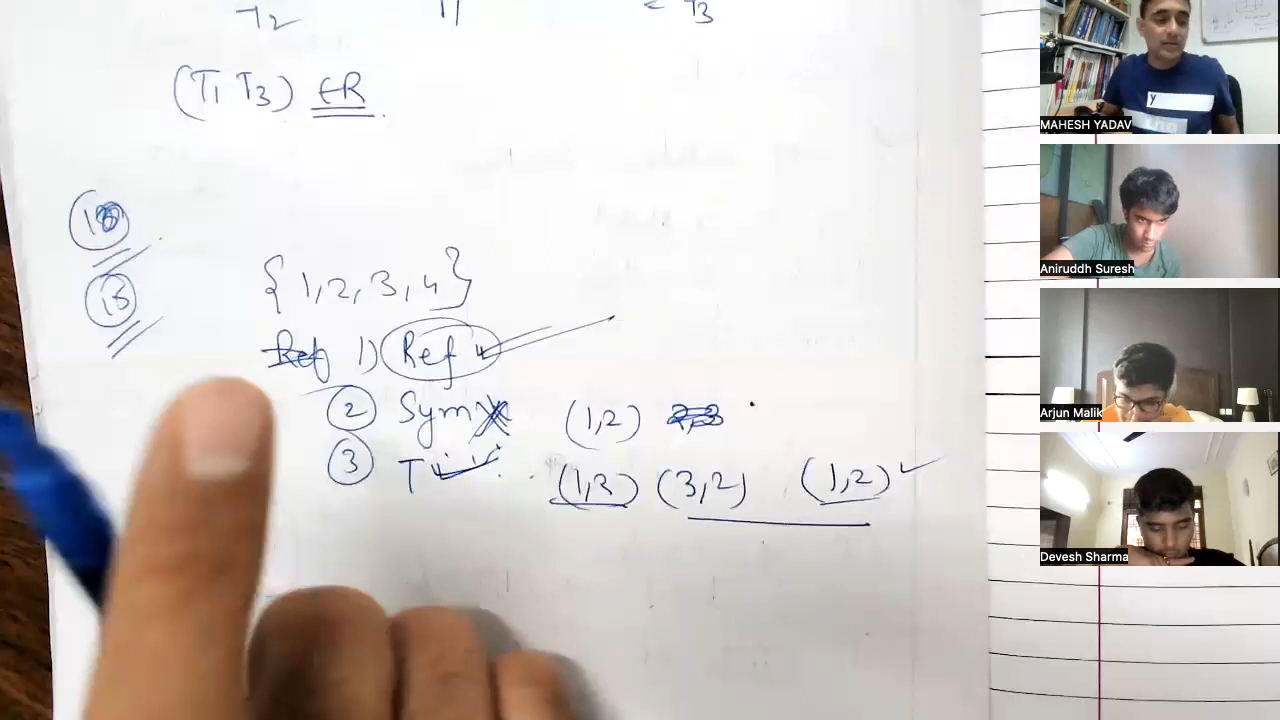 T2 T1 T3
(T1 T3) ∈R
18
{1,2,3,4}
13
Ref 1) Ref
2 Sym x (1,2)
3 T (1,3) (3,2) (1,2) ✓
MAHESH YADAV
Aniruddh Suresh
Arjun Malik
Devesh Sharma